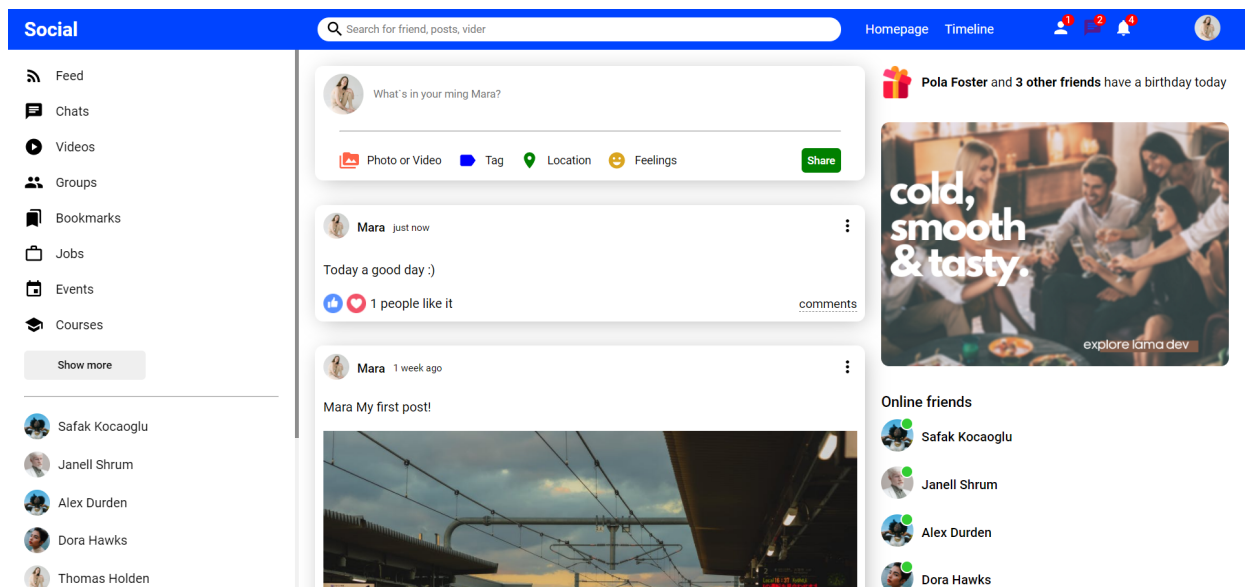 Social
Search for friend, posts, vider
Homepage Timeline
1
2
4
Feed
Chats
Videos
Groups
Bookmarks
Jobs
Events
Courses
Show more
Safak Kocaoglu
Janell Shrum
Alex Durden
Dora Hawks
Thomas Holden
What`s in your ming Mara?
Photo or Video Tag Location Feelings Share
Mara just now
Today a good day :)
1 people like it comments
Mara 1 week ago
Mara My first post!
Pola Foster and 3 other friends have a birthday today
cold,
smooth
& tasty.
explore lama dev
Online friends
Safak Kocaoglu
Janell Shrum
Alex Durden
Dora Hawks